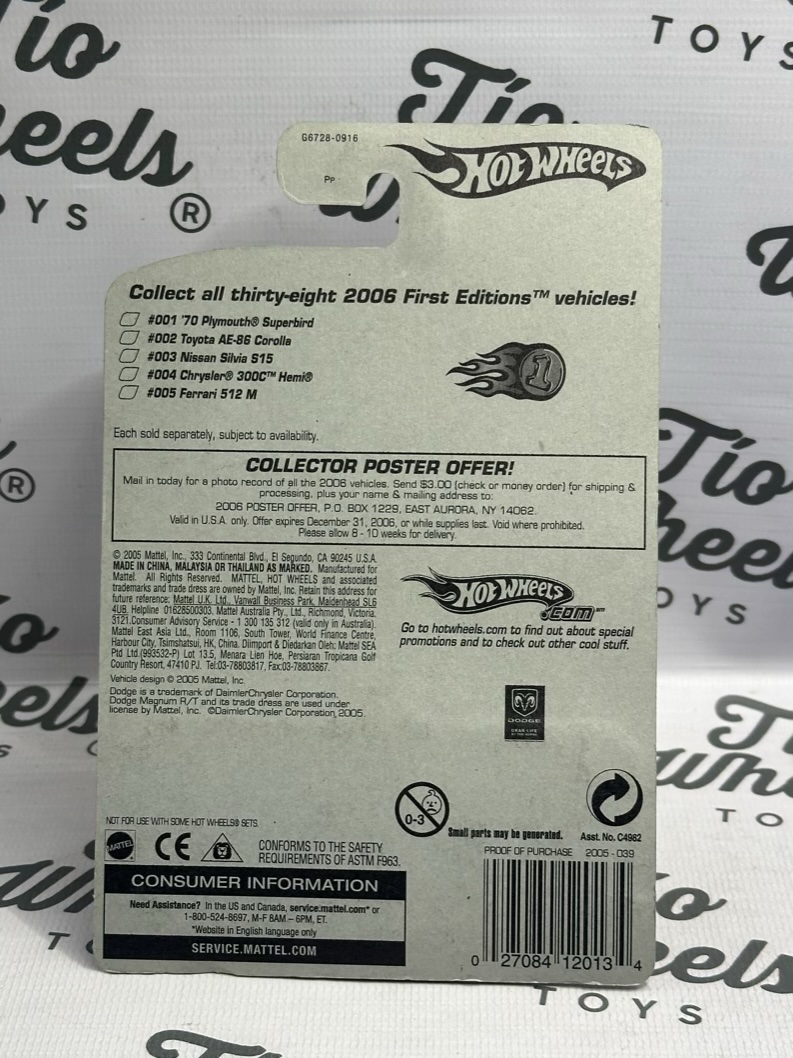 Tío
Wheels
TOYS
®
G6728-0916
Pp
HOT WHEELS
Collect all thirty-eight 2006 First Editions™ vehicles!
#001 '70 Plymouth® Superbird
#002 Toyota AE-86 Corolla
#003 Nissan Silvia S15
#004 Chrysler® 300C™ Hemi®
#005 Ferrari 512 M
1
Each sold separately, subject to availability.
COLLECTOR POSTER OFFER!
Mail in today for a photo record of all the 2006 vehicles. Send $3.00 (check or money order) for shipping &
processing, plus your name & mailing address to:
2006 POSTER OFFER, P.O. BOX 1229, EAST AURORA, NY 14062.
Valid in U.S.A. only. Offer expires December 31, 2006, or while supplies last. Void where prohibited.
Please allow 8 - 10 weeks for delivery.
© 2005 Mattel, Inc., 333 Continental Blvd., El Segundo, CA 90245 U.S.A.
MADE IN CHINA, MALAYSIA OR THAILAND AS MARKED. Manufactured for
Mattel. All Rights Reserved. MATTEL, HOT WHEELS and associated
trademarks and trade dress are owned by Mattel, Inc. Retain this address for
future reference: Mattel U.K. Ltd., Vanwall Business Park, Maidenhead SL6
4UB. Helpline 01628500303. Mattel Australia Pty., Ltd., Richmond, Victoria.
3121.Consumer Advisory Service - 1 300 135 312 (valid only in Australia).
Mattel East Asia Ltd., Room 1106, South Tower, World Finance Centre,
Harbour City, Tsimshatsui, HK, China. Diimport & Diedarkan Oleh: Mattel SEA
Ptd Ltd.(993532-P) Lot 13.5, Menara Lien Hoe, Persiaran Tropicana Golf
Country Resort, 47410 PJ. Tel:03-78803817, Fax:03-78803867.
Vehicle design © 2005 Mattel, Inc.
Dodge is a trademark of DaimlerChrysler Corporation.
Dodge Magnum R/T and its trade dress are used under
license by Mattel, Inc. ©DaimlerChrysler Corporation, 2005.
HOT WHEELS
.COM™
Go to hotwheels.com to find out about special
promotions and to check out other cool stuff.
DODGE
NOT FOR USE WITH SOME HOT WHEELS® SETS.
MATTEL
CE
CONFORMS TO THE SAFETY
REQUIREMENTS OF ASTM F963.
0-3
Small parts may be generated.
Asst. No. C4982
PROOF OF PURCHASE 2005 - 039
0 27084 12013 4
CONSUMER INFORMATION
Need Assistance? In the US and Canada, service.mattel.com* or
1-800-524-8697, M-F 8AM – 6PM, ET.
*Website in English language only
SERVICE.MATTEL.COM